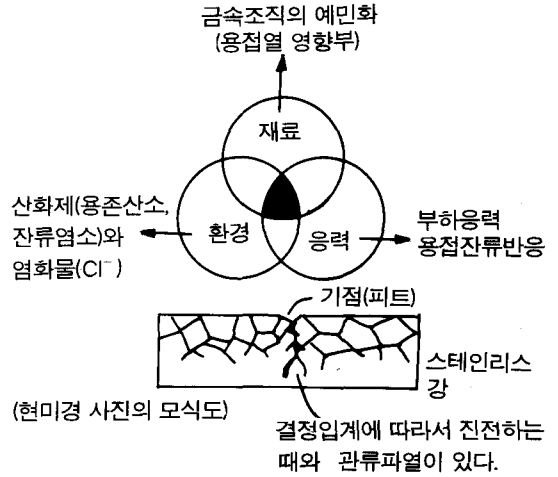 금속조직의 예민화
(용접열 영향부)
재료
산화제(용존산소,
잔류염소)와
염화물(Cl⁻)
환경
응력
부하응력
용접잔류반응
기점(피트)
스테인리스
강
(현미경 사진의 모식도)
결정입계에 따라서 진전하는
때와 관류파열이 있다.